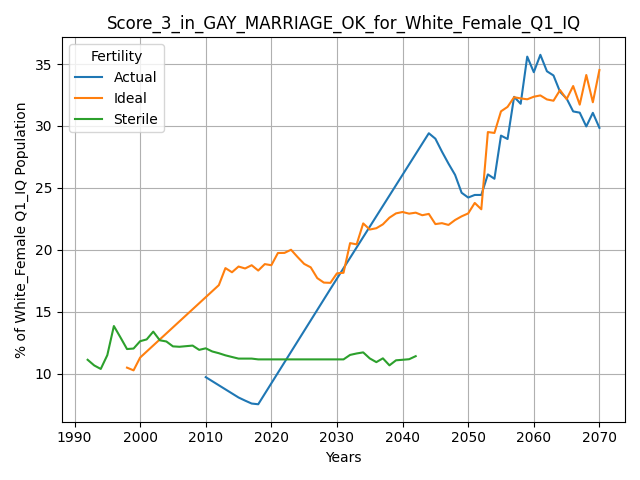 Score_3_in_GAY_MARRIAGE_OK_for_White_Female_Q1_IQ
Fertility
Actual
Ideal
Sterile
% of White_Female Q1_IQ Population
35
30
25
20
15
10
1990 2000 2010 2020 2030 2040 2050 2060 2070
Years